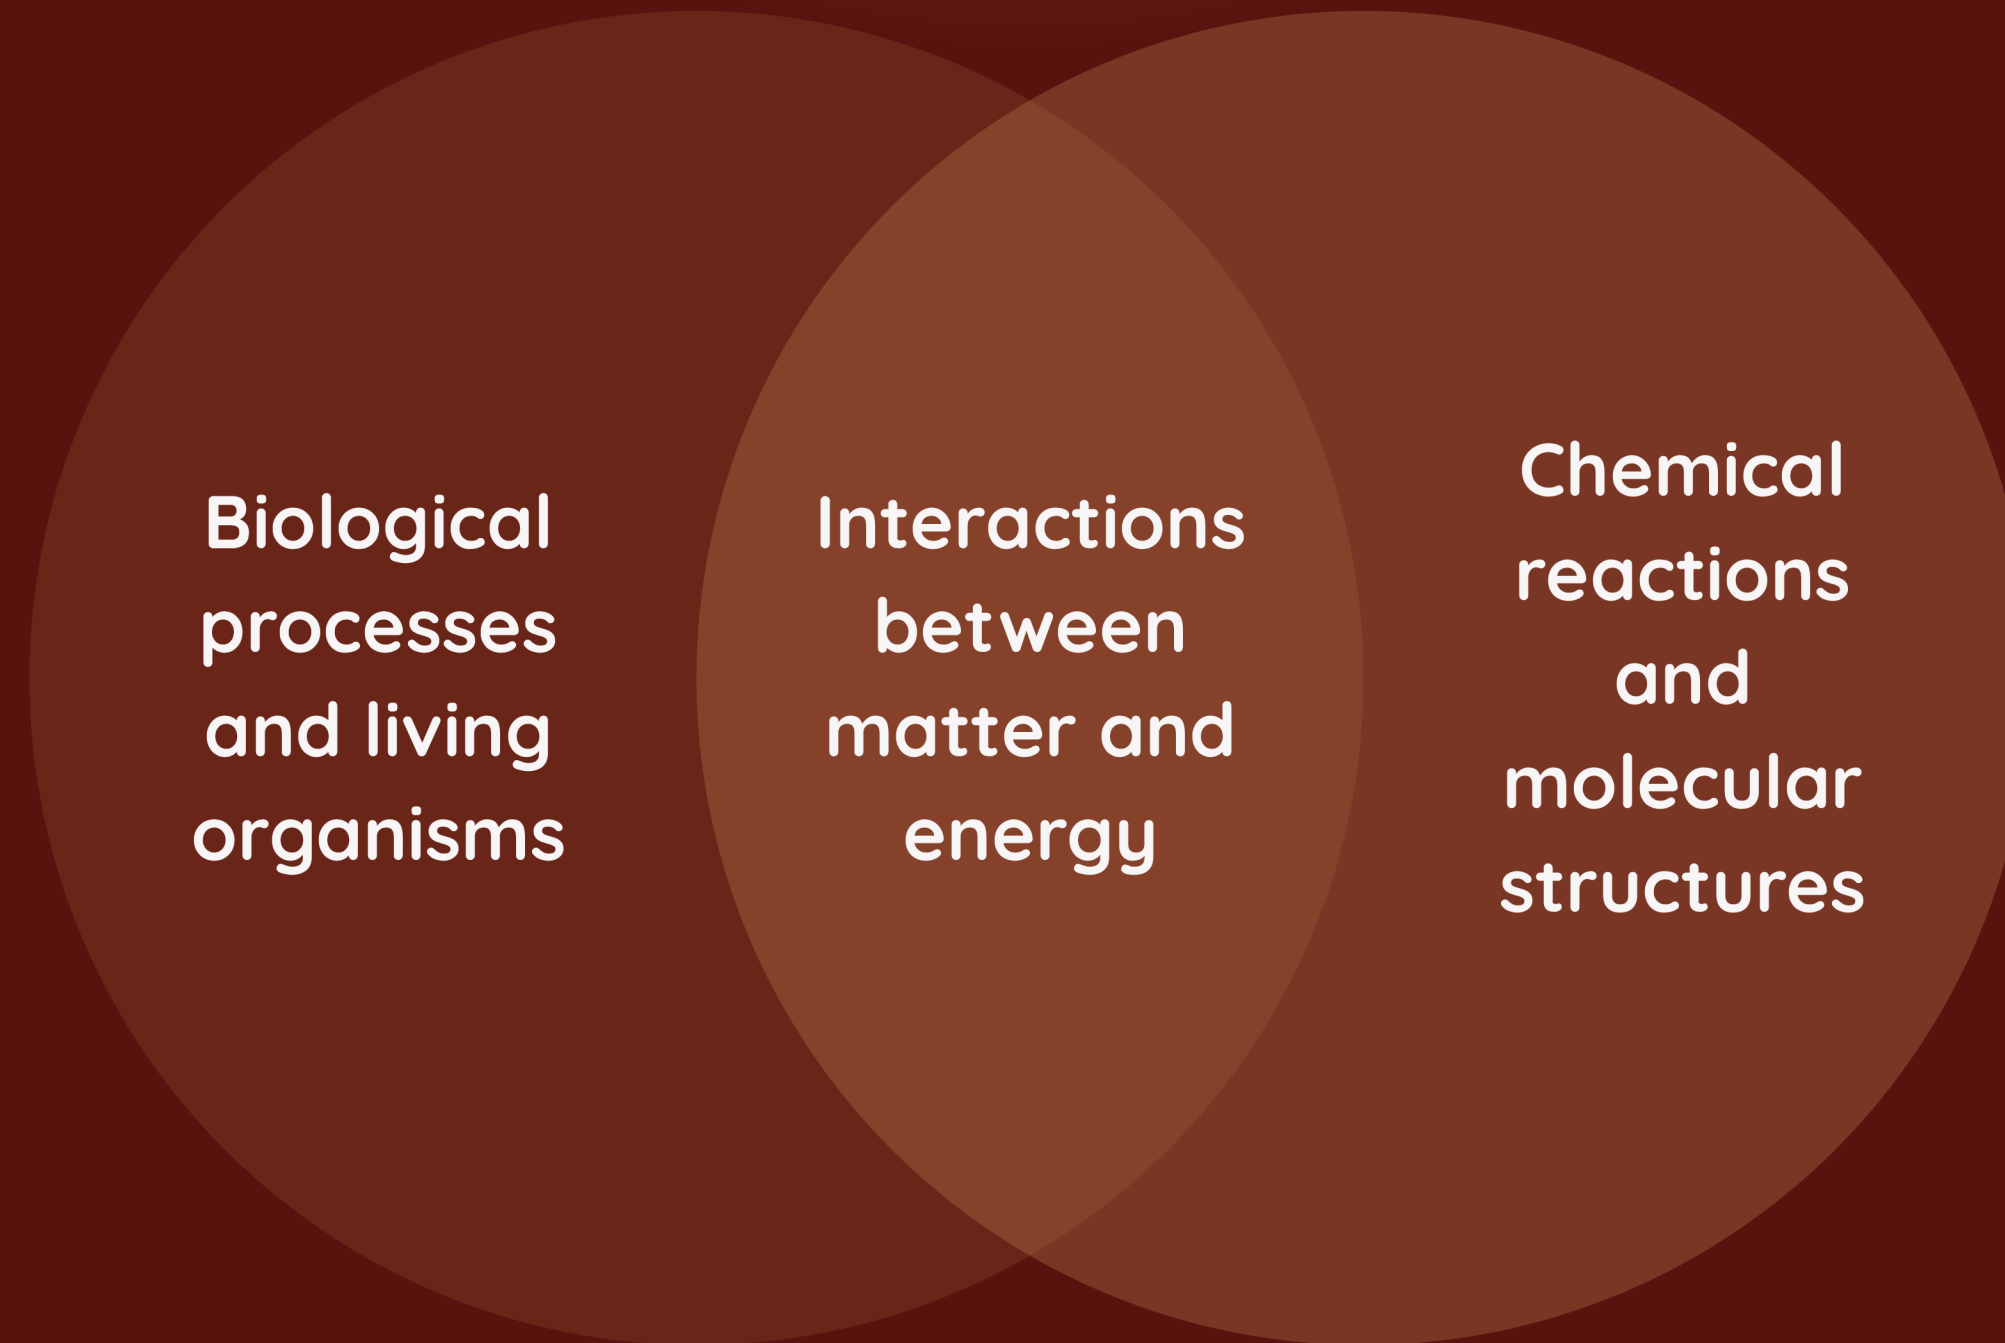 Biological
processes
and living
organisms
Interactions
between
matter and
energy
Chemical
reactions
and
molecular
structures